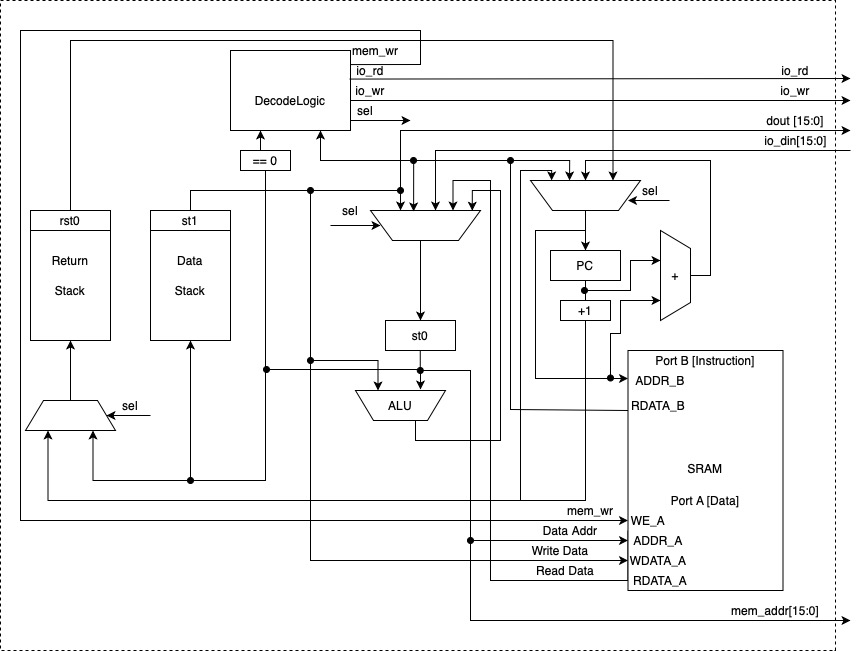 mem_wr
io_rd
io_rd
io_wr
io_wr
DecodeLogic
sel
dout [15:0]
io_din[15:0]
== 0
sel
sel
rst0
st1
Return
Stack
Data
Stack
PC
+
+1
st0
Port B [Instruction]
ADDR_B
RDATA_B
sel
ALU
SRAM
Port A [Data]
mem_wr
WE_A
Data Addr
ADDR_A
Write Data
WDATA_A
Read Data
RDATA_A
mem_addr[15:0]